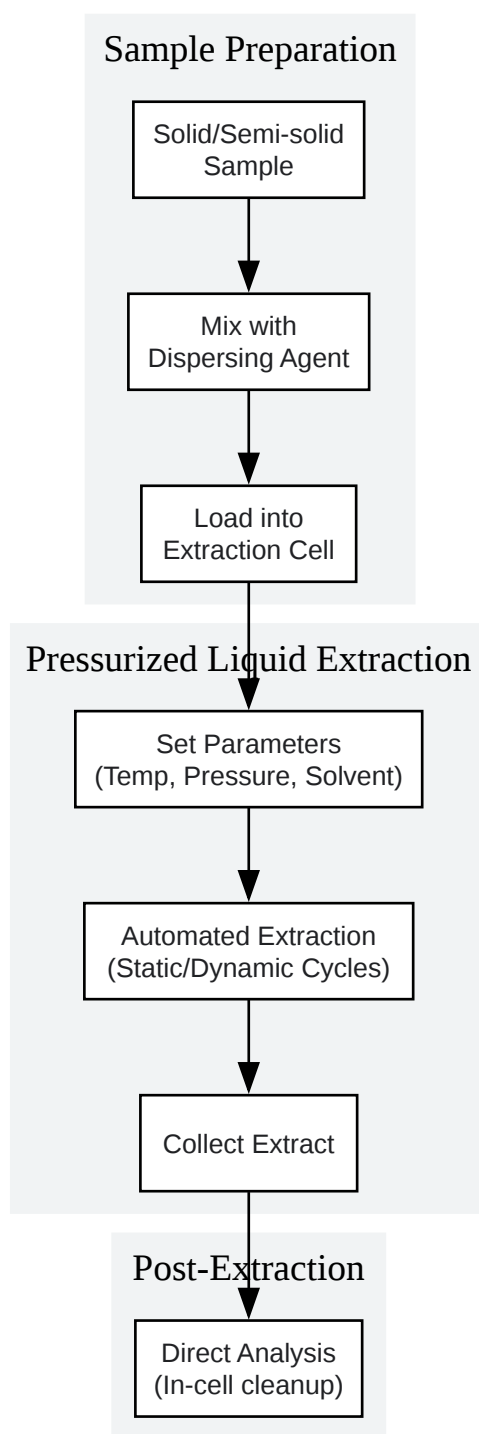 Sample Preparation
Solid/Semi-solid
Sample
Mix with
Dispersing Agent
Load into
Extraction Cell
Pressurized Liquid Extraction
Set Parameters
(Temp, Pressure, Solvent)
Automated Extraction
(Static/Dynamic Cycles)
Collect Extract
Post-Extraction
Direct Analysis
(In-cell cleanup)